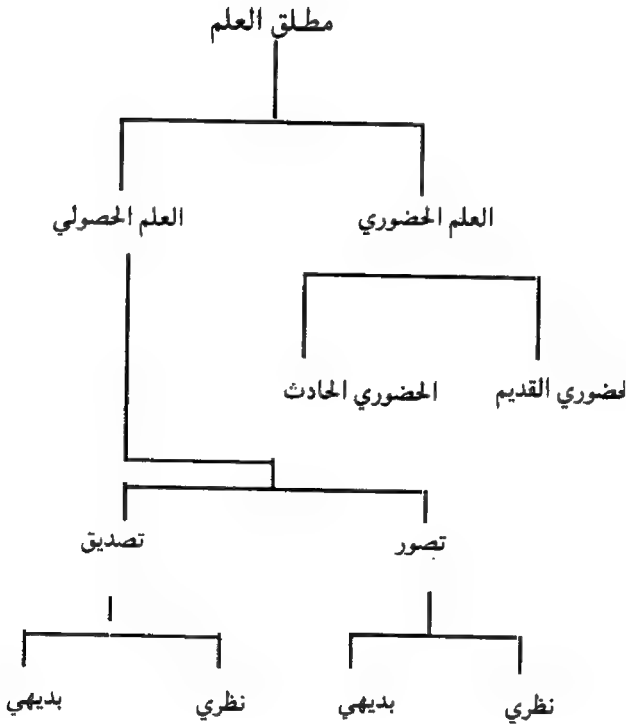 مطلق العلم
العلم الحضوري العلم الحصولي
لحضوري القديم الحضوري الحادث
تصور تصديق
نظري بديهي نظري بديهي